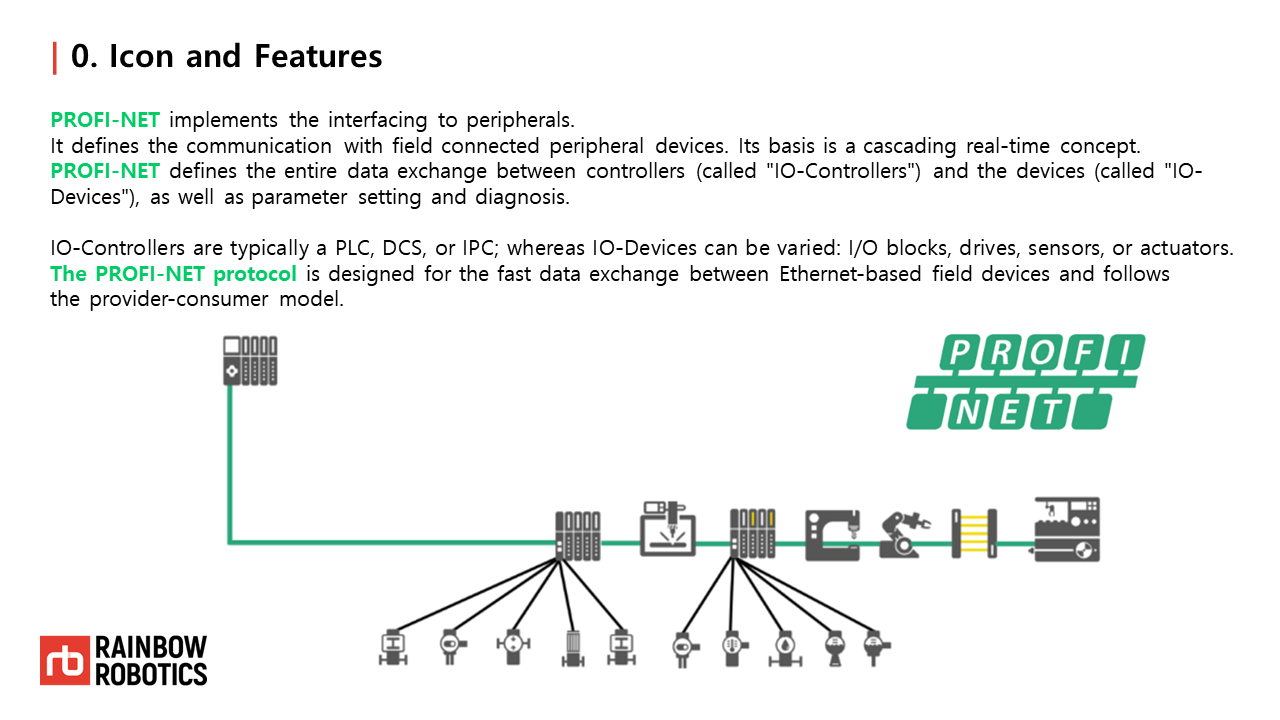 0. Icon and Features
PROFI-NET implements the interfacing to peripherals.
It defines the communication with field connected peripheral devices. Its basis is a cascading real-time concept.
PROFI-NET defines the entire data exchange between controllers (called "IO-Controllers") and the devices (called "IO-
Devices"), as well as parameter setting and diagnosis.
IO-Controllers are typically a PLC, DCS, or IPC; whereas IO-Devices can be varied: I/O blocks, drives, sensors, or actuators.
The PROFI-NET protocol is designed for the fast data exchange between Ethernet-based field devices and follows
the provider-consumer model.
PROFI
NET
rb RAINBOW
ROBOTICS